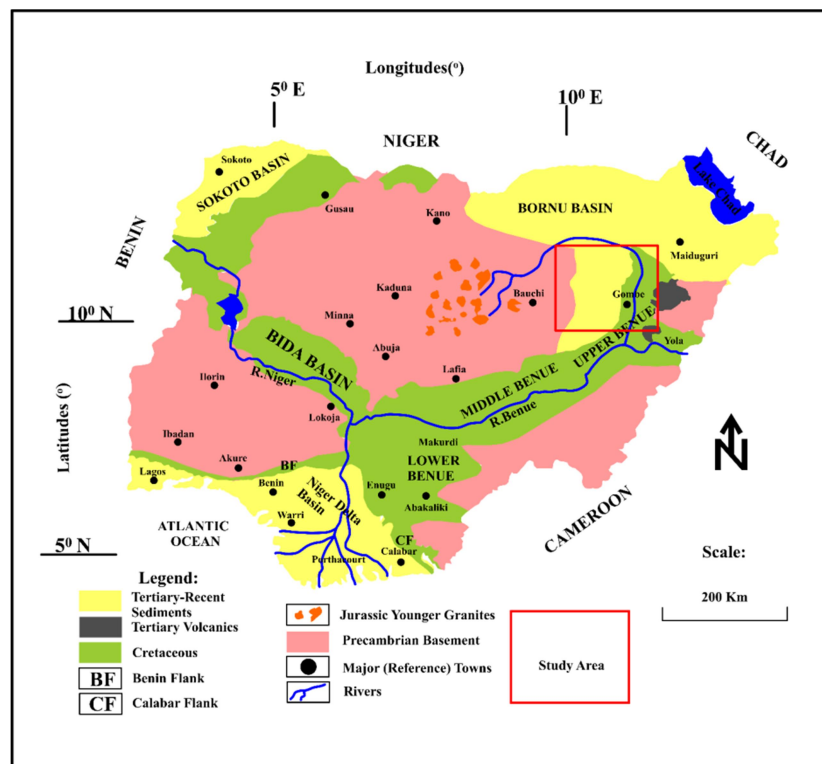 Longitudes(°)
5⁰ E
10⁰ E
NIGER
CHAD
Lake Chad
Sokoto
SOKOTO BASIN
Gusau
Kano
BORNU BASIN
Maiduguri
BENIN
Kaduna
Bauchi
Gombe
10⁰ N
Minna
Abuja
BIDA BASIN
R.Niger
Lafia
MIDDLE BENUE
UPPER BENUE
Yola
R.Benue
Ilorin
Lokoja
Latitudes (°)
Ibadan
Akure
BF
Makurdi
LOWER
BENUE
Lagos
Benin
Enugu
Abakaliki
Niger Delta
Basin
Warri
ATLANTIC
OCEAN
CF
Calabar
Purthacourt
CAMEROON
N
5⁰ N
Scale:
200 Km
Legend:
Tertiary-Recent
Sediments
Tertiary Volcanics
Cretaceous
BF Benin Flank
CF Calabar Flank
Jurassic Younger Granites
Precambrian Basement
Major (Reference) Towns
Rivers
Study Area